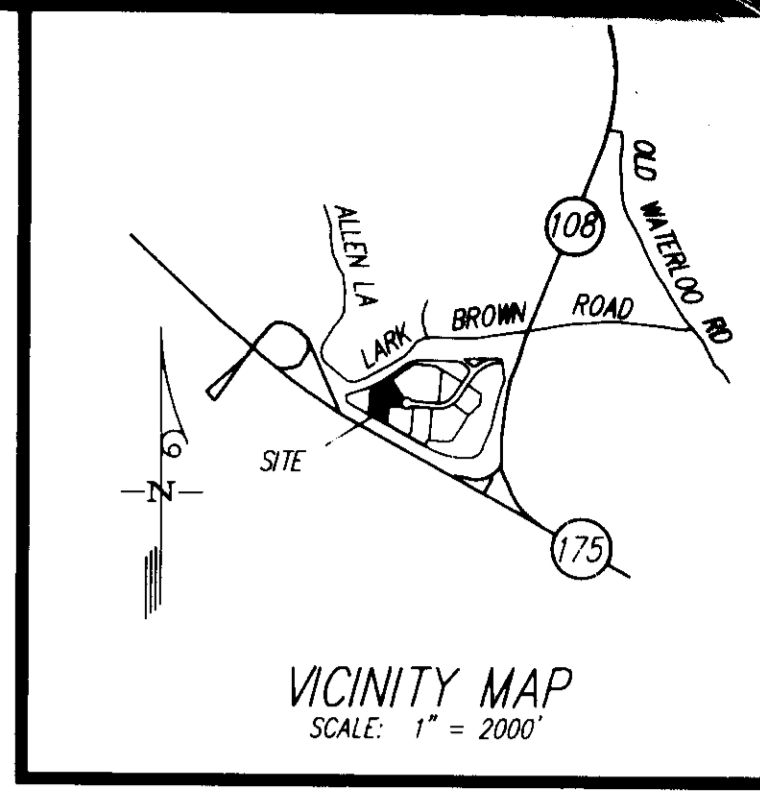 OLD WATERLOO RD
108
ALLEN LA
LARK BROWN ROAD
SITE
N
175
VICINITY MAP
SCALE: 1" = 2000'